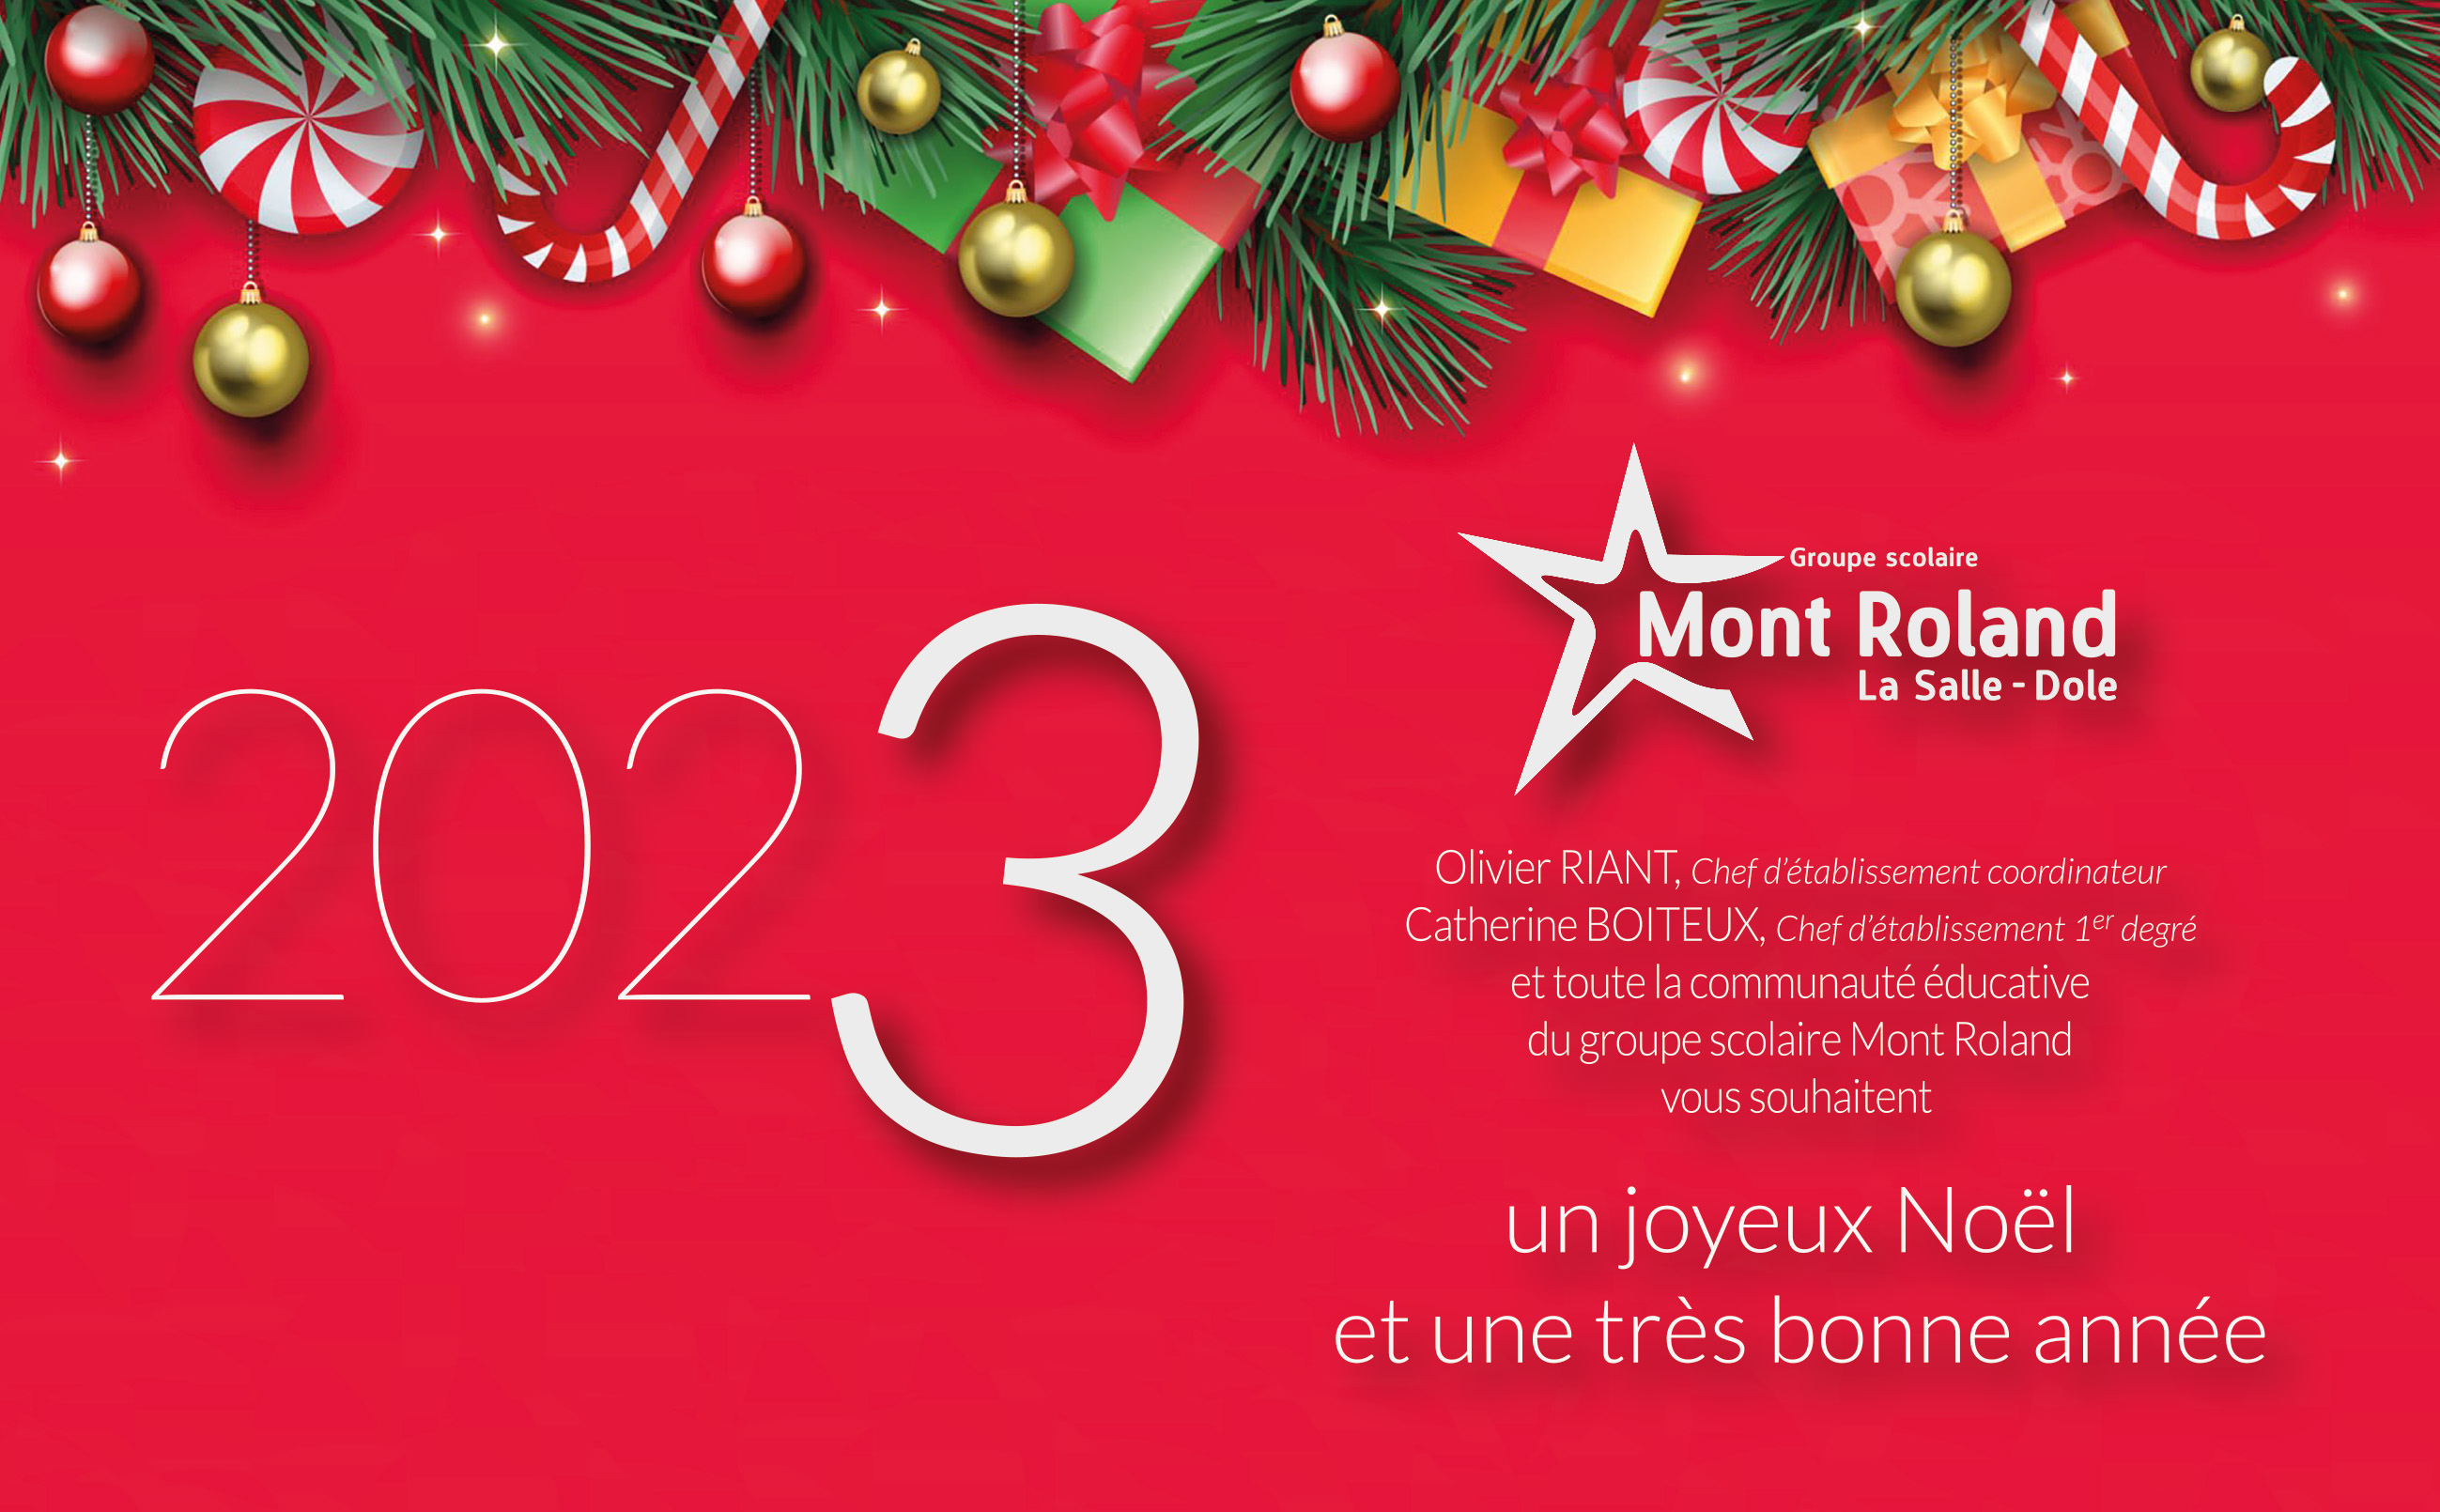 2023
Groupe scolaire
Mont Roland
La Salle - Dole
Olivier RIANT, Chef d’établissement coordinateur
Catherine BOITEUX, Chef d’établissement 1er degré
et toute la communauté éducative
du groupe scolaire Mont Roland
vous souhaitent
un joyeux Noël
et une très bonne année